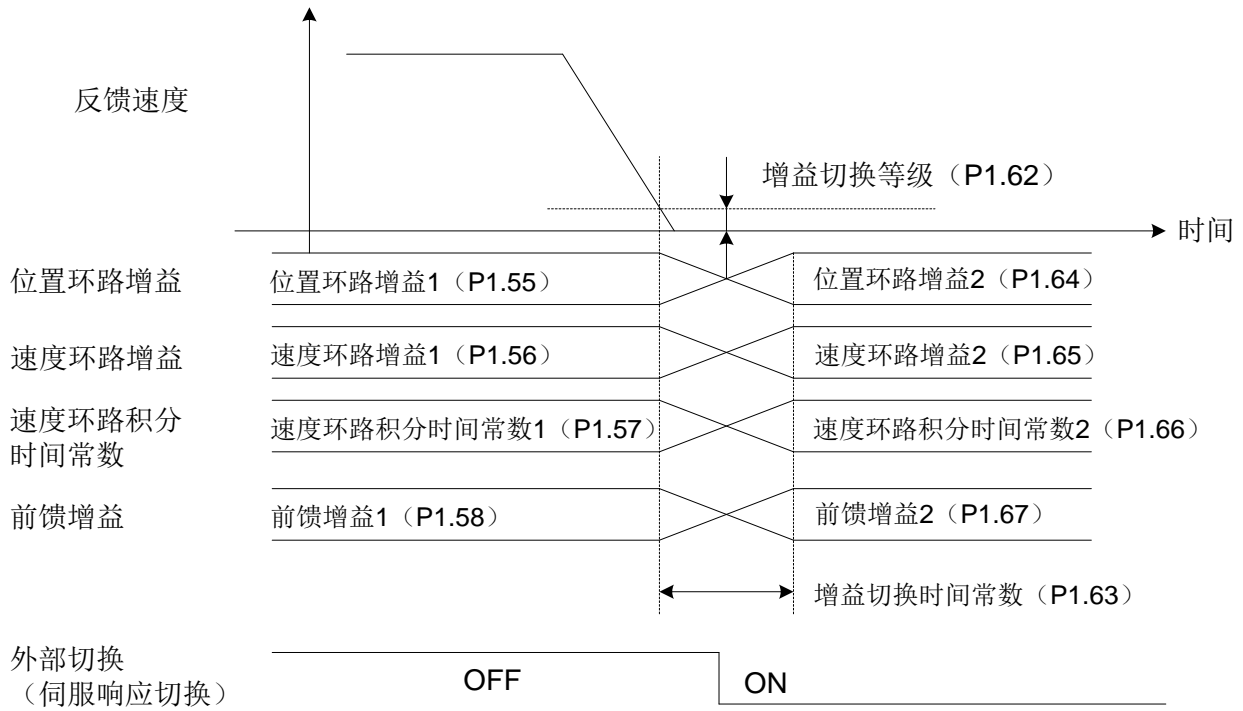 反馈速度
增益切换等级（P1.62）
时间
位置环路增益
位置环路增益1（P1.55）
位置环路增益2（P1.64）
速度环路增益
速度环路增益1（P1.56）
速度环路增益2（P1.65）
速度环路积分
时间常数
速度环路积分时间常数1（P1.57）
速度环路积分时间常数2（P1.66）
前馈增益
前馈增益1（P1.58）
前馈增益2（P1.67）
增益切换时间常数（P1.63）
外部切换
（伺服响应切换）
OFF
ON